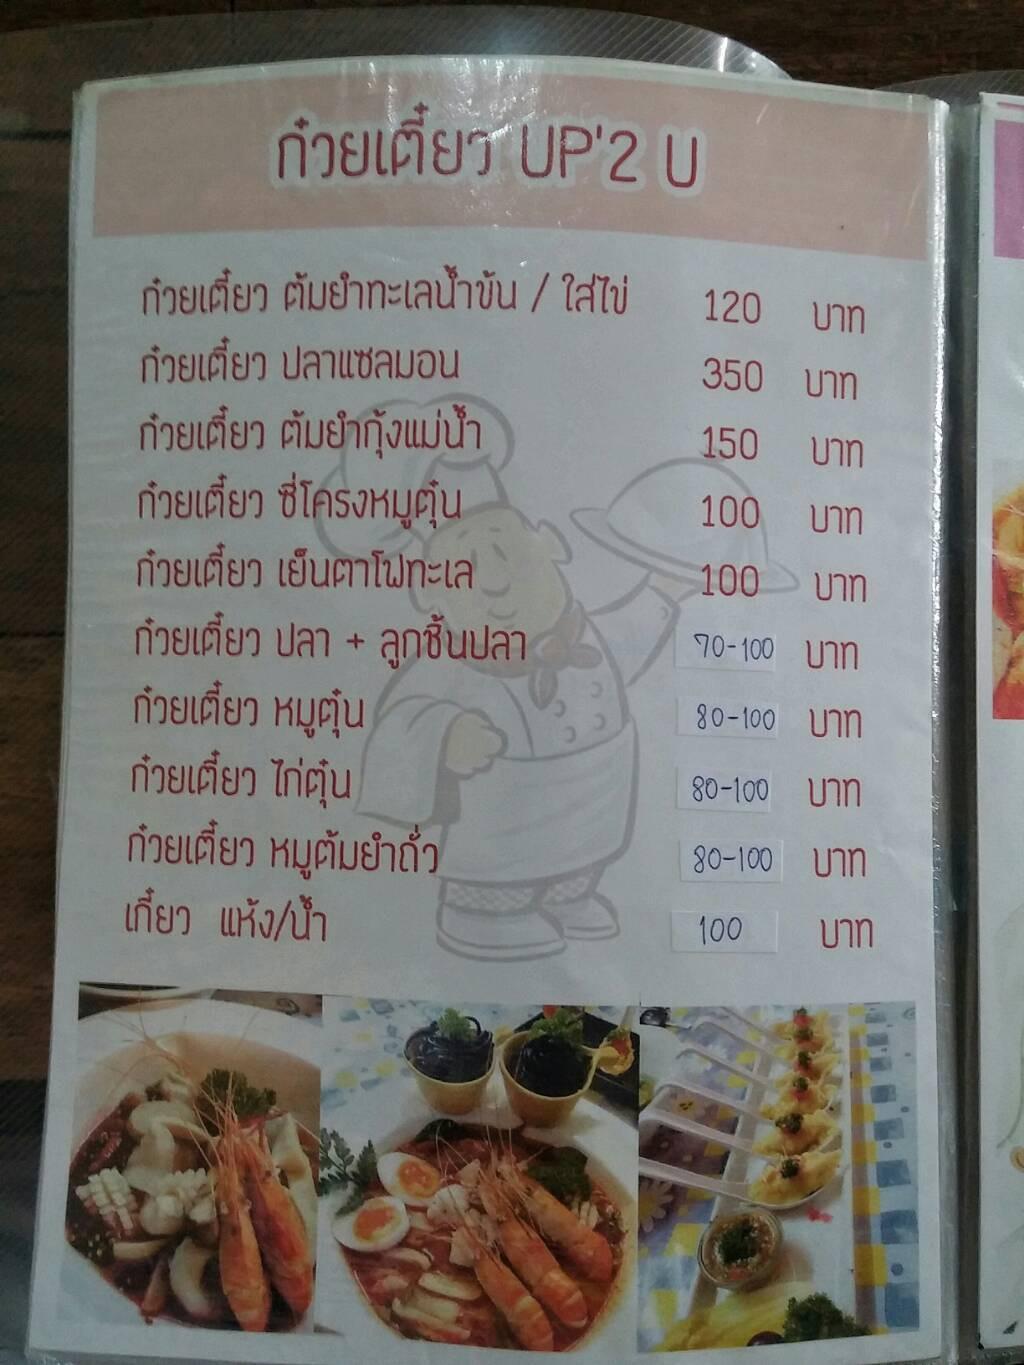 ก๋วยเตี๋ยว UP'2 U
ก๋วยเตี๋ยว ต้มยำทะเลน้ำข้น / ใส่ไข่ 120 บาท
ก๋วยเตี๋ยว ปลาแซลมอน 350 บาท
ก๋วยเตี๋ยว ต้มยำกุ้งแม่น้ำ 150 บาท
ก๋วยเตี๋ยว ซี่โครงหมูตุ๋น 100 บาท
ก๋วยเตี๋ยว เย็นตาโฟทะเล 100 บาท
ก๋วยเตี๋ยว ปลา + ลูกชิ้นปลา 70-100 บาท
ก๋วยเตี๋ยว หมูตุ๋น 80-100 บาท
ก๋วยเตี๋ยว ไก่ตุ๋น 80-100 บาท
ก๋วยเตี๋ยว หมูต้มยำถั่ว 80-100 บาท
เกี๊ยว แห้ง/น้ำ 100 บาท